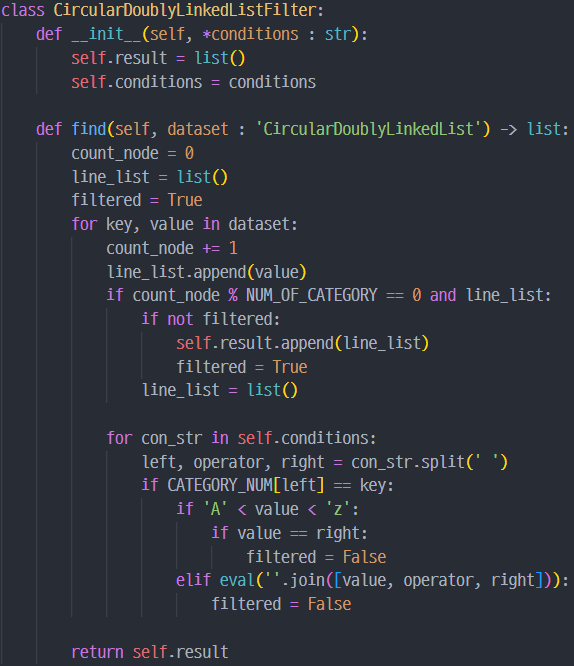 class CircularDoublyLinkedListFilter:
    def __init__(self, *conditions : str):
        self.result = list()
        self.conditions = conditions

    def find(self, dataset : 'CircularDoublyLinkedList') -> list:
        count_node = 0
        line_list = list()
        filtered = True
        for key, value in dataset:
            count_node += 1
            line_list.append(value)
            if count_node % NUM_OF_CATEGORY == 0 and line_list:
                if not filtered:
                    self.result.append(line_list)
                    filtered = True
                line_list = list()

            for con_str in self.conditions:
                left, operator, right = con_str.split(' ')
                if CATEGORY_NUM[left] == key:
                    if 'A' < value < 'z':
                        if value == right:
                            filtered = False
                    elif eval(''.join([value, operator, right])):
                        filtered = False

        return self.result